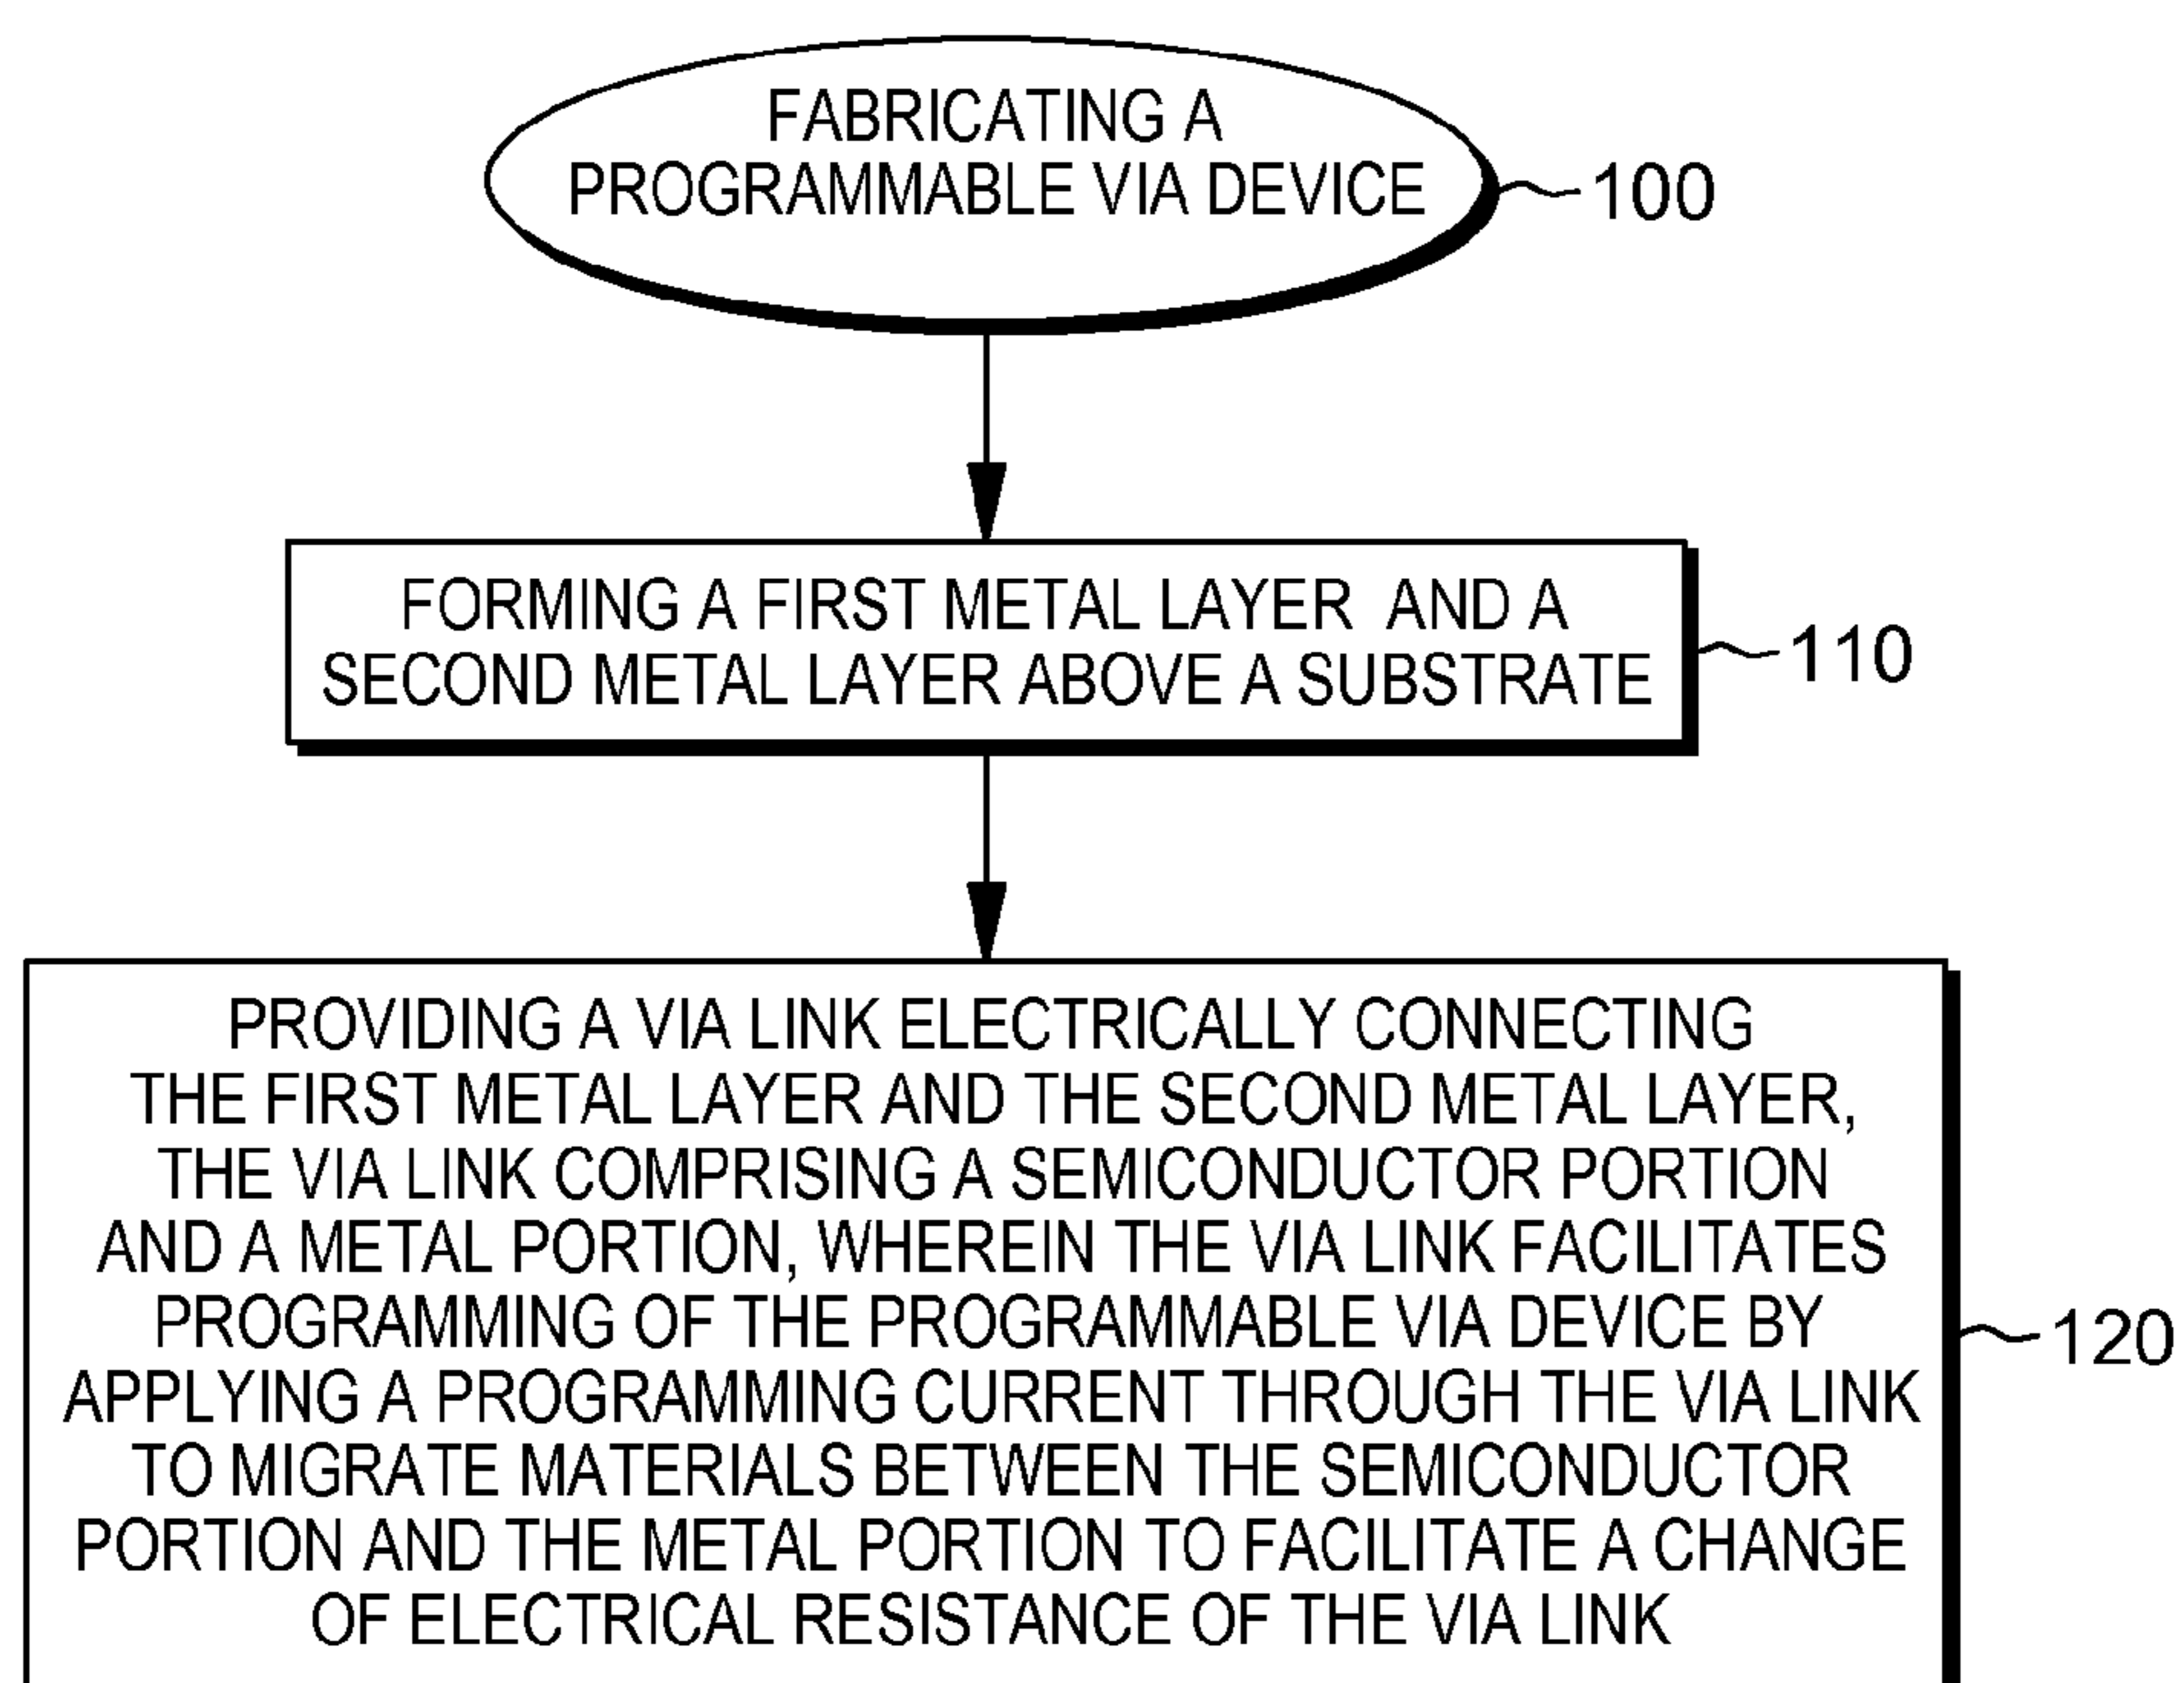 FABRICATING A
PROGRAMMABLE VIA DEVICE
100
FORMING A FIRST METAL LAYER AND A
SECOND METAL LAYER ABOVE A SUBSTRATE
110
PROVIDING A VIA LINK ELECTRICALLY CONNECTING
THE FIRST METAL LAYER AND THE SECOND METAL LAYER,
THE VIA LINK COMPRISING A SEMICONDUCTOR PORTION
AND A METAL PORTION, WHEREIN THE VIA LINK FACILITATES
PROGRAMMING OF THE PROGRAMMABLE VIA DEVICE BY
APPLYING A PROGRAMMING CURRENT THROUGH THE VIA LINK
TO MIGRATE MATERIALS BETWEEN THE SEMICONDUCTOR
PORTION AND THE METAL PORTION TO FACILITATE A CHANGE
OF ELECTRICAL RESISTANCE OF THE VIA LINK
120